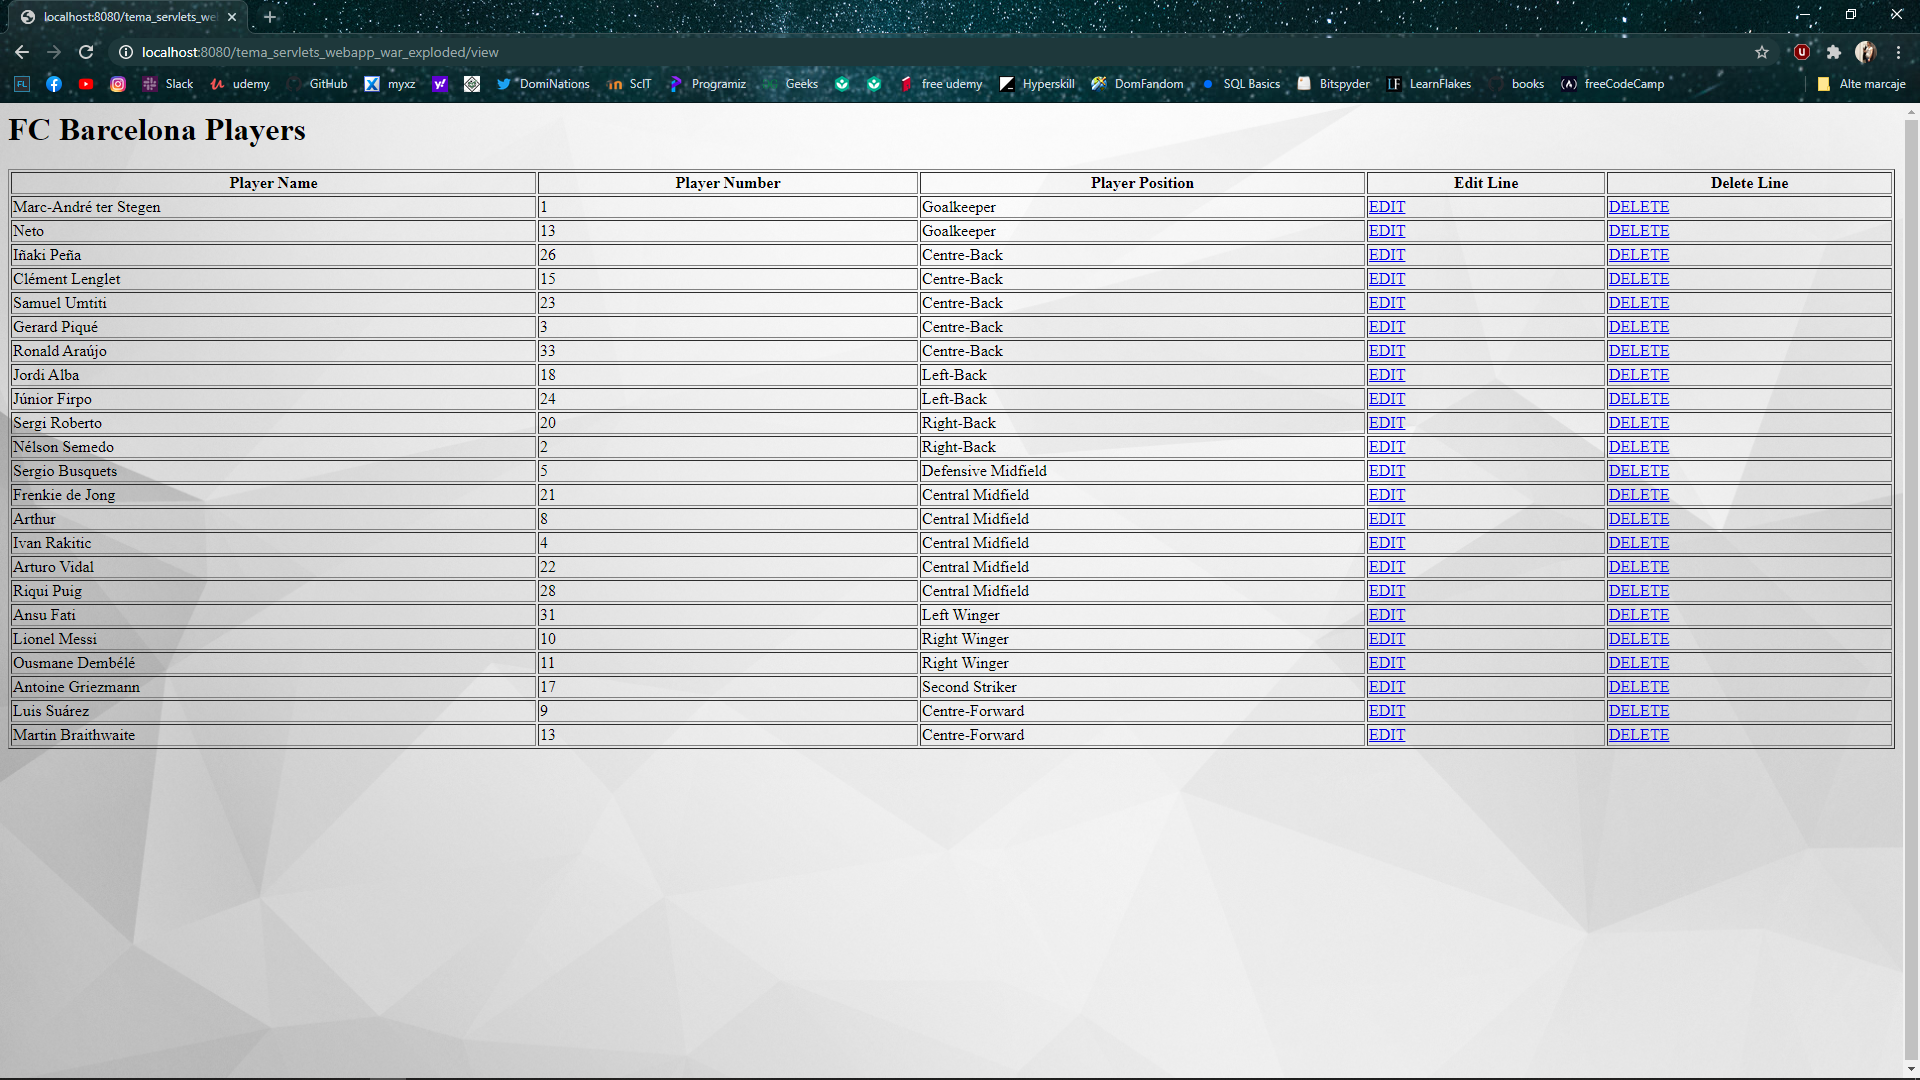 localhost:8080/tema_servlets_we
localhost:8080/tema_servlets_webapp_war_exploded/view
FL Slack udemy GitHub myxz DomiNations ScIT Programiz Geeks free udemy Hyperskill DomFandom SQL Basics Bitspyder LF LearnFlakes books freeCodeCamp Alte marcaje
FC Barcelona Players
Player Name Player Number Player Position Edit Line Delete Line
Marc-André ter Stegen 1 Goalkeeper EDIT DELETE
Neto 13 Goalkeeper EDIT DELETE
Iñaki Peña 26 Centre-Back EDIT DELETE
Clément Lenglet 15 Centre-Back EDIT DELETE
Samuel Umtiti 23 Centre-Back EDIT DELETE
Gerard Piqué 3 Centre-Back EDIT DELETE
Ronald Araújo 33 Centre-Back EDIT DELETE
Jordi Alba 18 Left-Back EDIT DELETE
Júnior Firpo 24 Left-Back EDIT DELETE
Sergi Roberto 20 Right-Back EDIT DELETE
Nélson Semedo 2 Right-Back EDIT DELETE
Sergio Busquets 5 Defensive Midfield EDIT DELETE
Frenkie de Jong 21 Central Midfield EDIT DELETE
Arthur 8 Central Midfield EDIT DELETE
Ivan Rakitic 4 Central Midfield EDIT DELETE
Arturo Vidal 22 Central Midfield EDIT DELETE
Riqui Puig 28 Central Midfield EDIT DELETE
Ansu Fati 31 Left Winger EDIT DELETE
Lionel Messi 10 Right Winger EDIT DELETE
Ousmane Dembélé 11 Right Winger EDIT DELETE
Antoine Griezmann 17 Second Striker EDIT DELETE
Luis Suárez 9 Centre-Forward EDIT DELETE
Martin Braithwaite 13 Centre-Forward EDIT DELETE